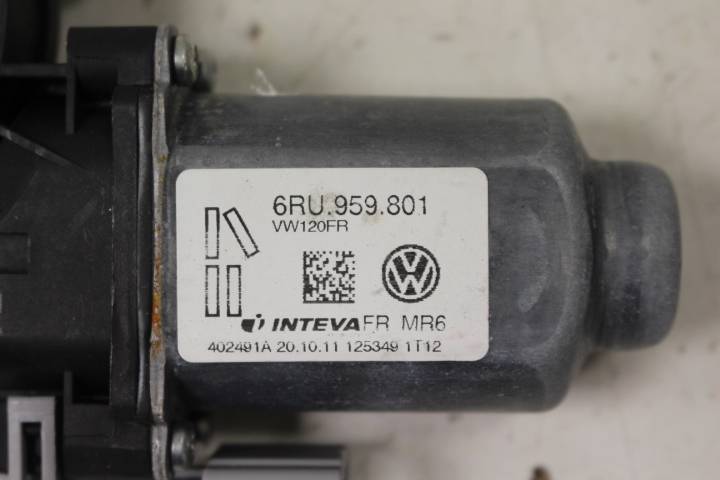 6RU.959.801
VW120FR
INTEVA FR MR6
402491A 20.10.11 125349 1T12